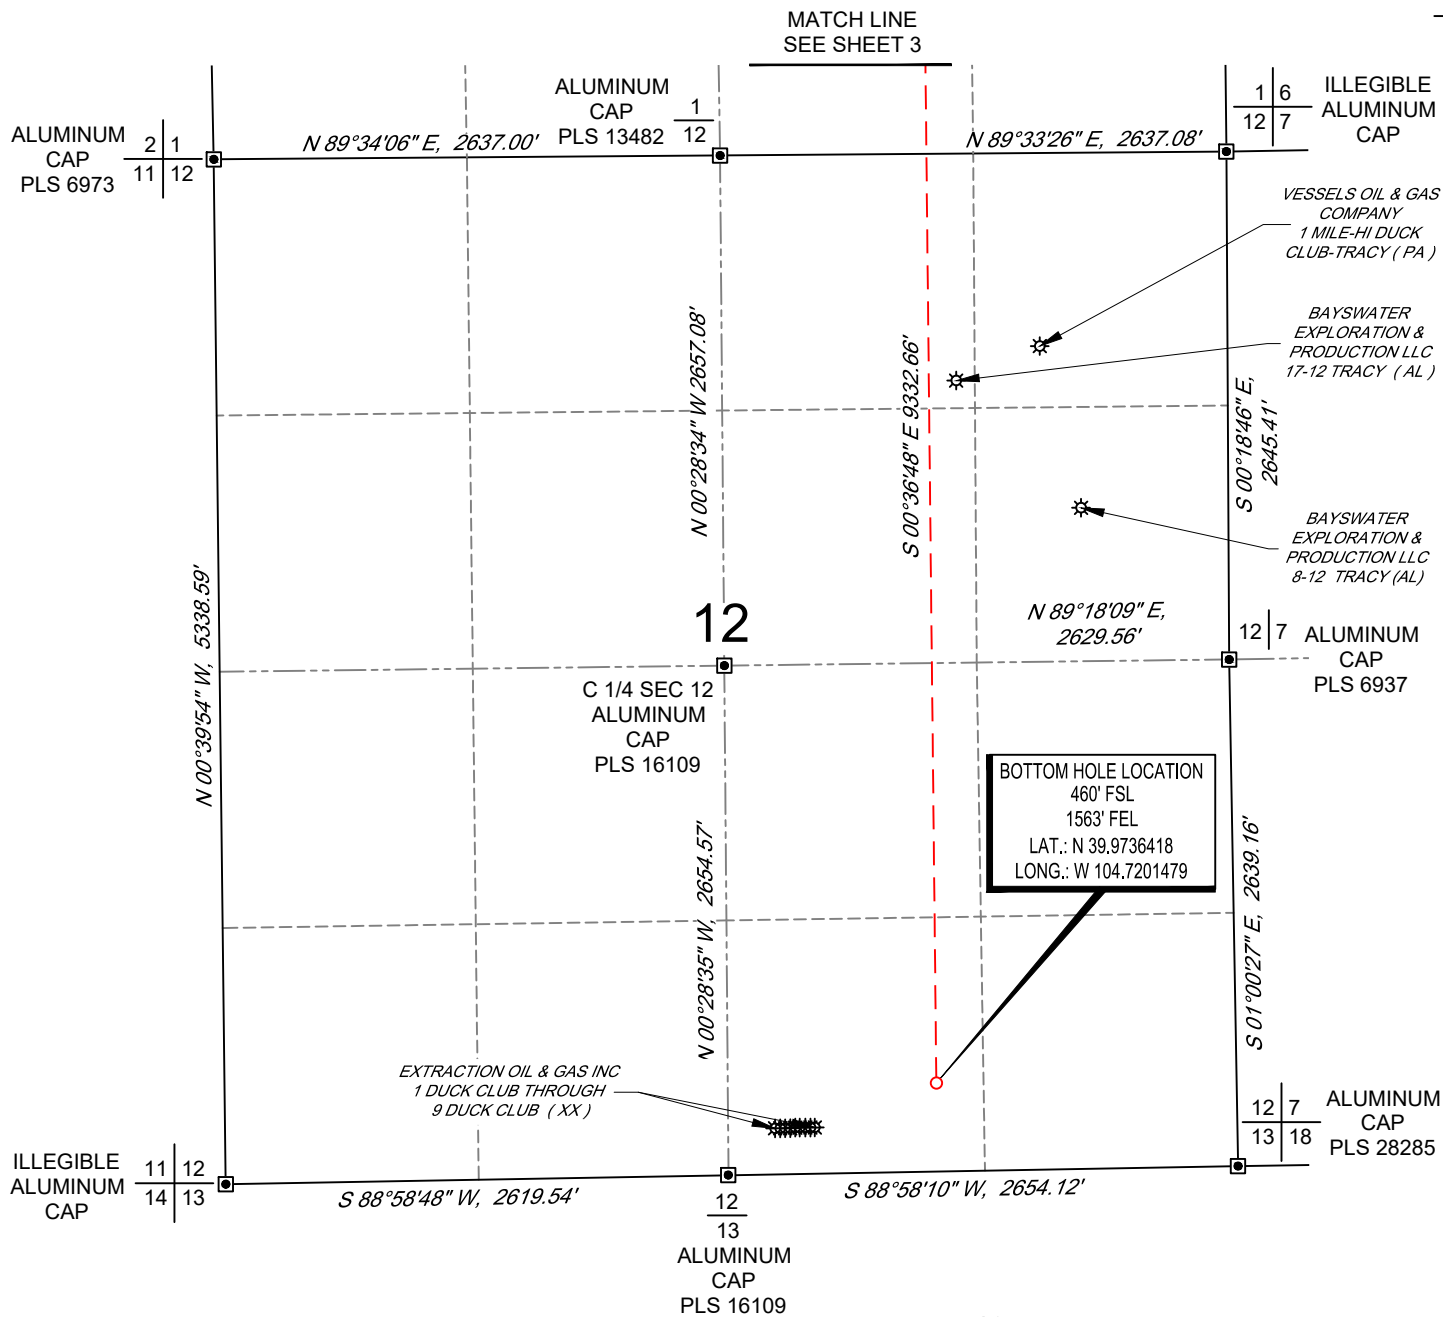 MATCH LINE
SEE SHEET 3
ALUMINUM
CAP
PLS 13482
1
12
1 6
12 7
ILLEGIBLE
ALUMINUM
CAP
ALUMINUM
CAP
PLS 6973
2 1
11 12
N 89°34'06" E, 2637.00'
N 89°33'26" E, 2637.08'
VESSELS OIL & GAS
COMPANY
1 MILE-HI DUCK
CLUB-TRACY ( PA )
BAYSWATER
EXPLORATION &
PRODUCTION LLC
17-12 TRACY ( AL )
N 00°28'34" W 2657.08'
S 00°36'48" E 9332.66'
S 00°18'46" E,
2645.41'
BAYSWATER
EXPLORATION &
PRODUCTION LLC
8-12 TRACY (AL)
N 00°39'54" W, 5338.59'
12
N 89°18'09" E,
2629.56'
12 7
ALUMINUM
CAP
PLS 6937
C 1/4 SEC 12
ALUMINUM
CAP
PLS 16109
BOTTOM HOLE LOCATION
460' FSL
1563' FEL
LAT.: N 39.9736418
LONG.: W 104.7201479
N 00°28'35" W, 2654.57'
S 01°00'27" E, 2639.16'
EXTRACTION OIL & GAS INC
1 DUCK CLUB THROUGH
9 DUCK CLUB ( XX )
12 7
13 18
ALUMINUM
CAP
PLS 28285
ILLEGIBLE
ALUMINUM
CAP
11 12
14 13
S 88°58'48" W, 2619.54'
S 88°58'10" W, 2654.12'
12
13
ALUMINUM
CAP
PLS 16109